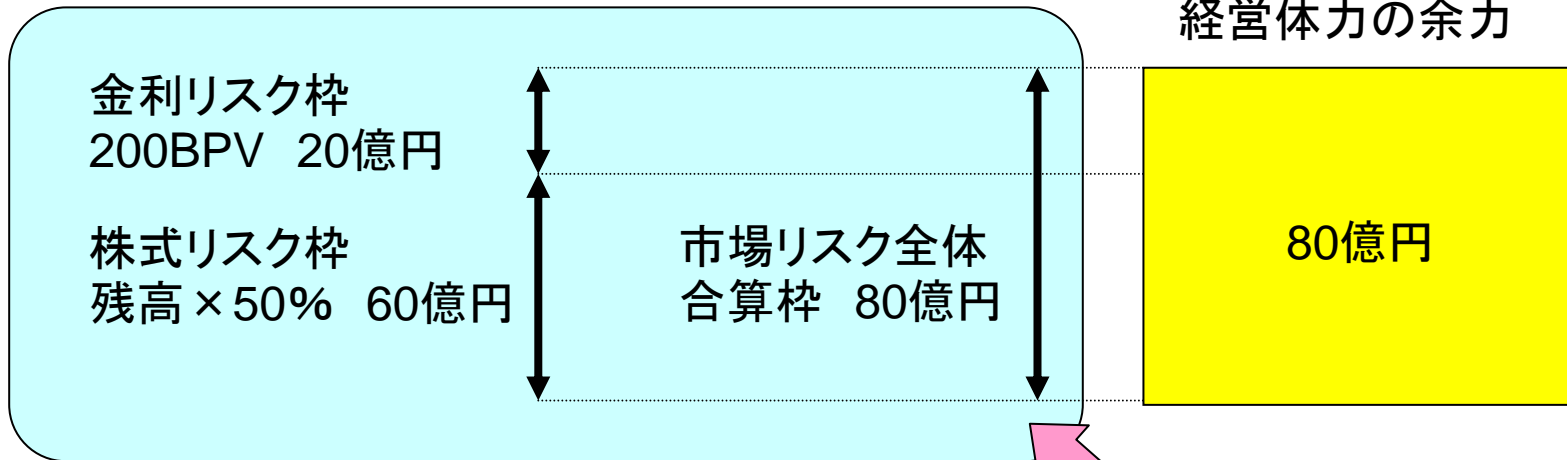 経営体力の余力
金利リスク枠
200BPV 20億円
株式リスク枠
残高×50% 60億円
市場リスク全体
合算枠 80億円
80億円